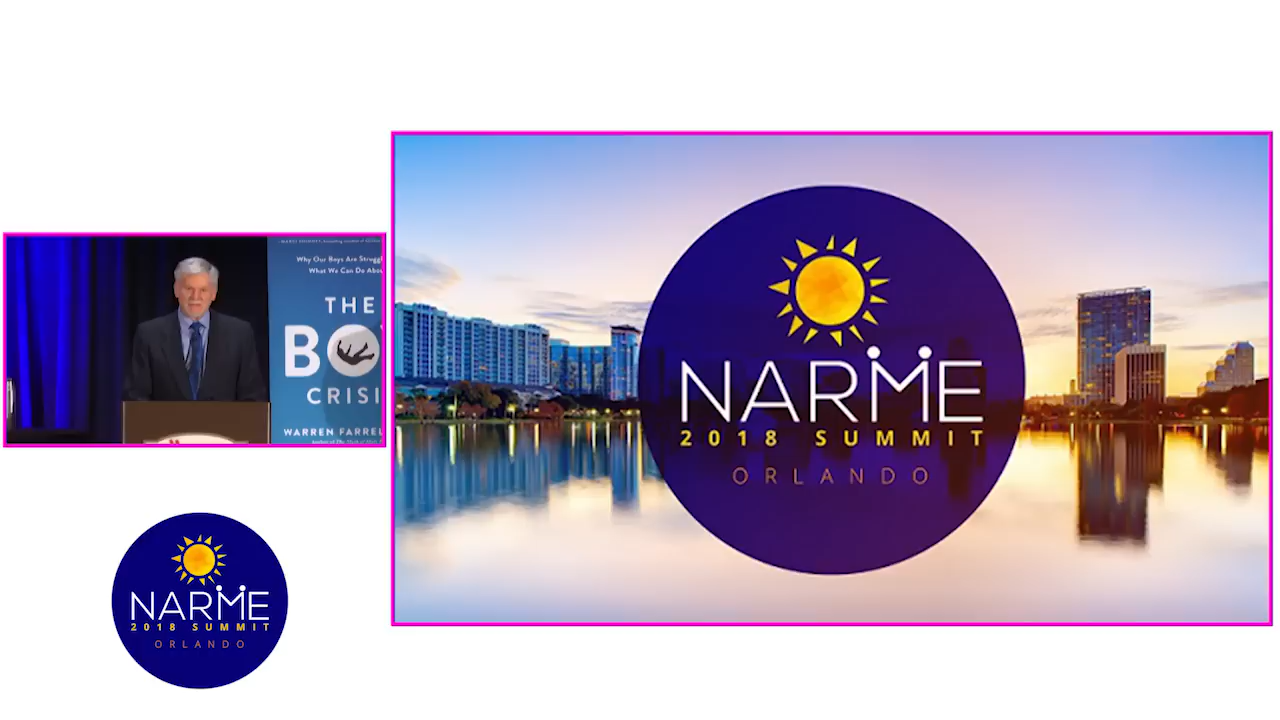 Why Our Boys Are Struggl
What We Can Do Abou
THE
BOY
CRISI
WARREN FARREL
NARME
2018 SUMMIT
ORLANDO
NARME
2018 SUMMIT
ORLANDO